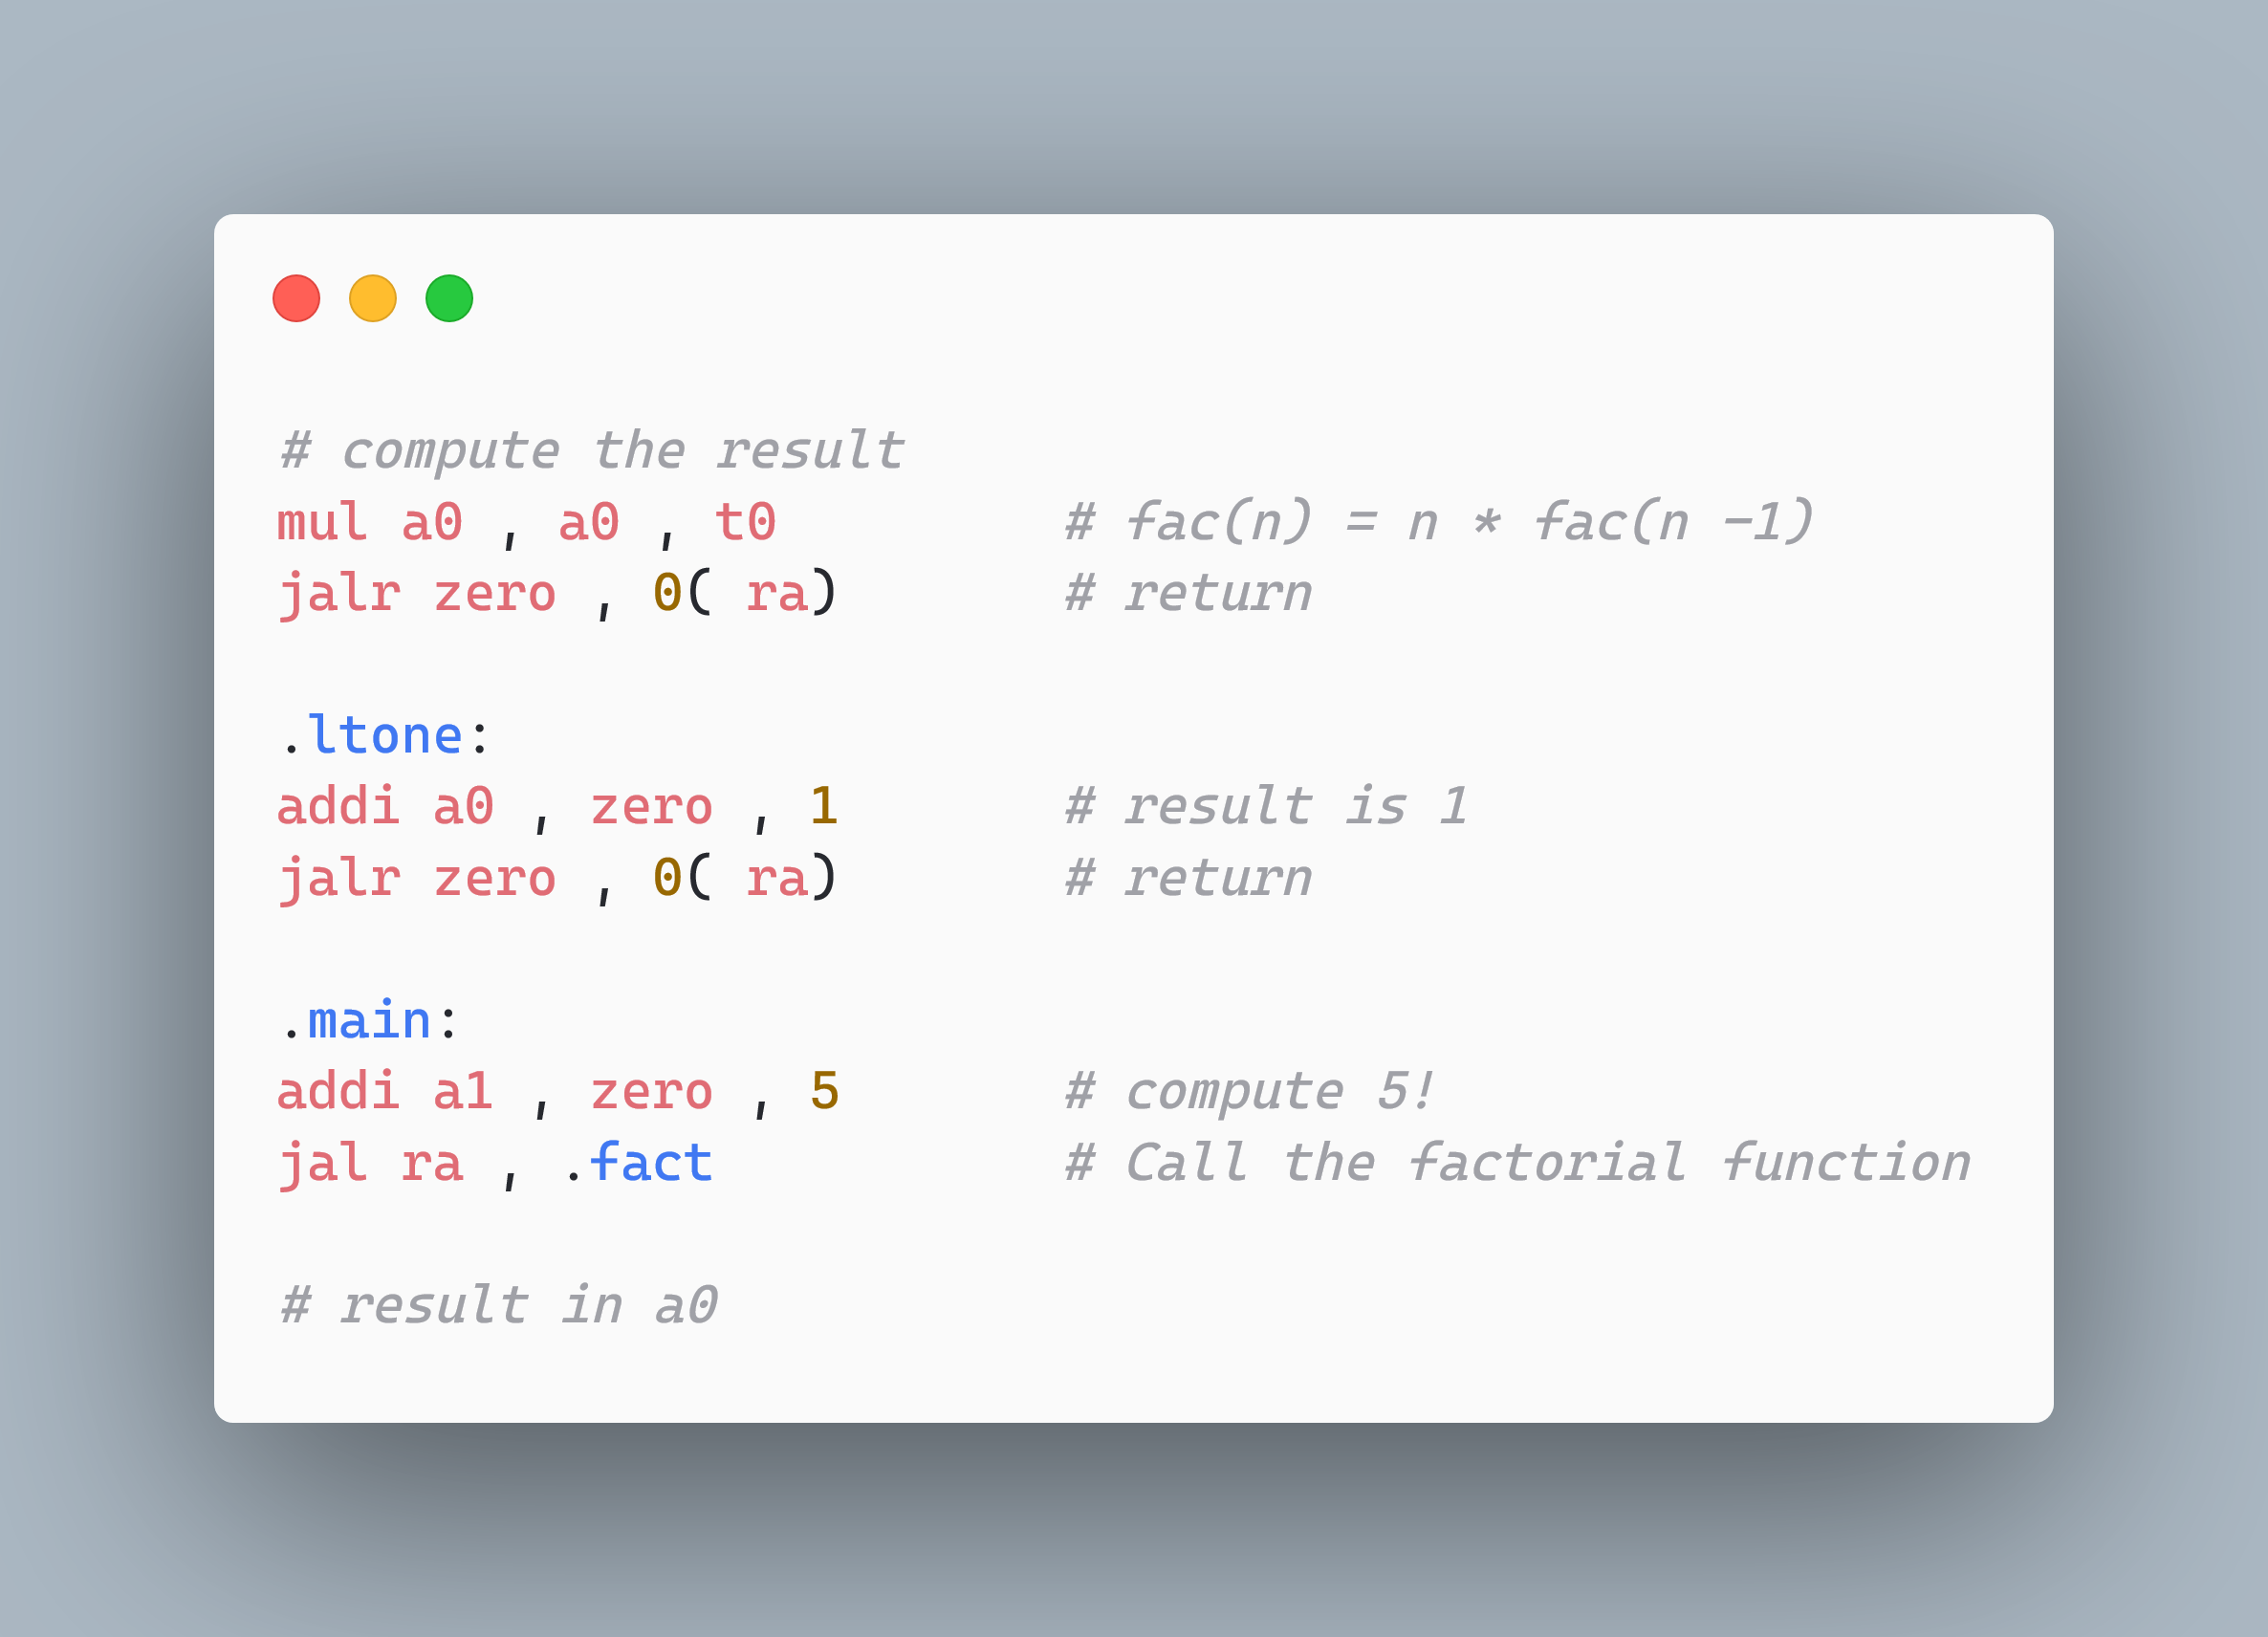 # compute the result
mul a0 , a0 , t0 # fac(n) = n * fac(n -1)
jalr zero , 0( ra) # return
.ltone:
addi a0 , zero , 1 # result is 1
jalr zero , 0( ra) # return
.main:
addi a1 , zero , 5 # compute 5!
jal ra , .fact # Call the factorial function
# result in a0